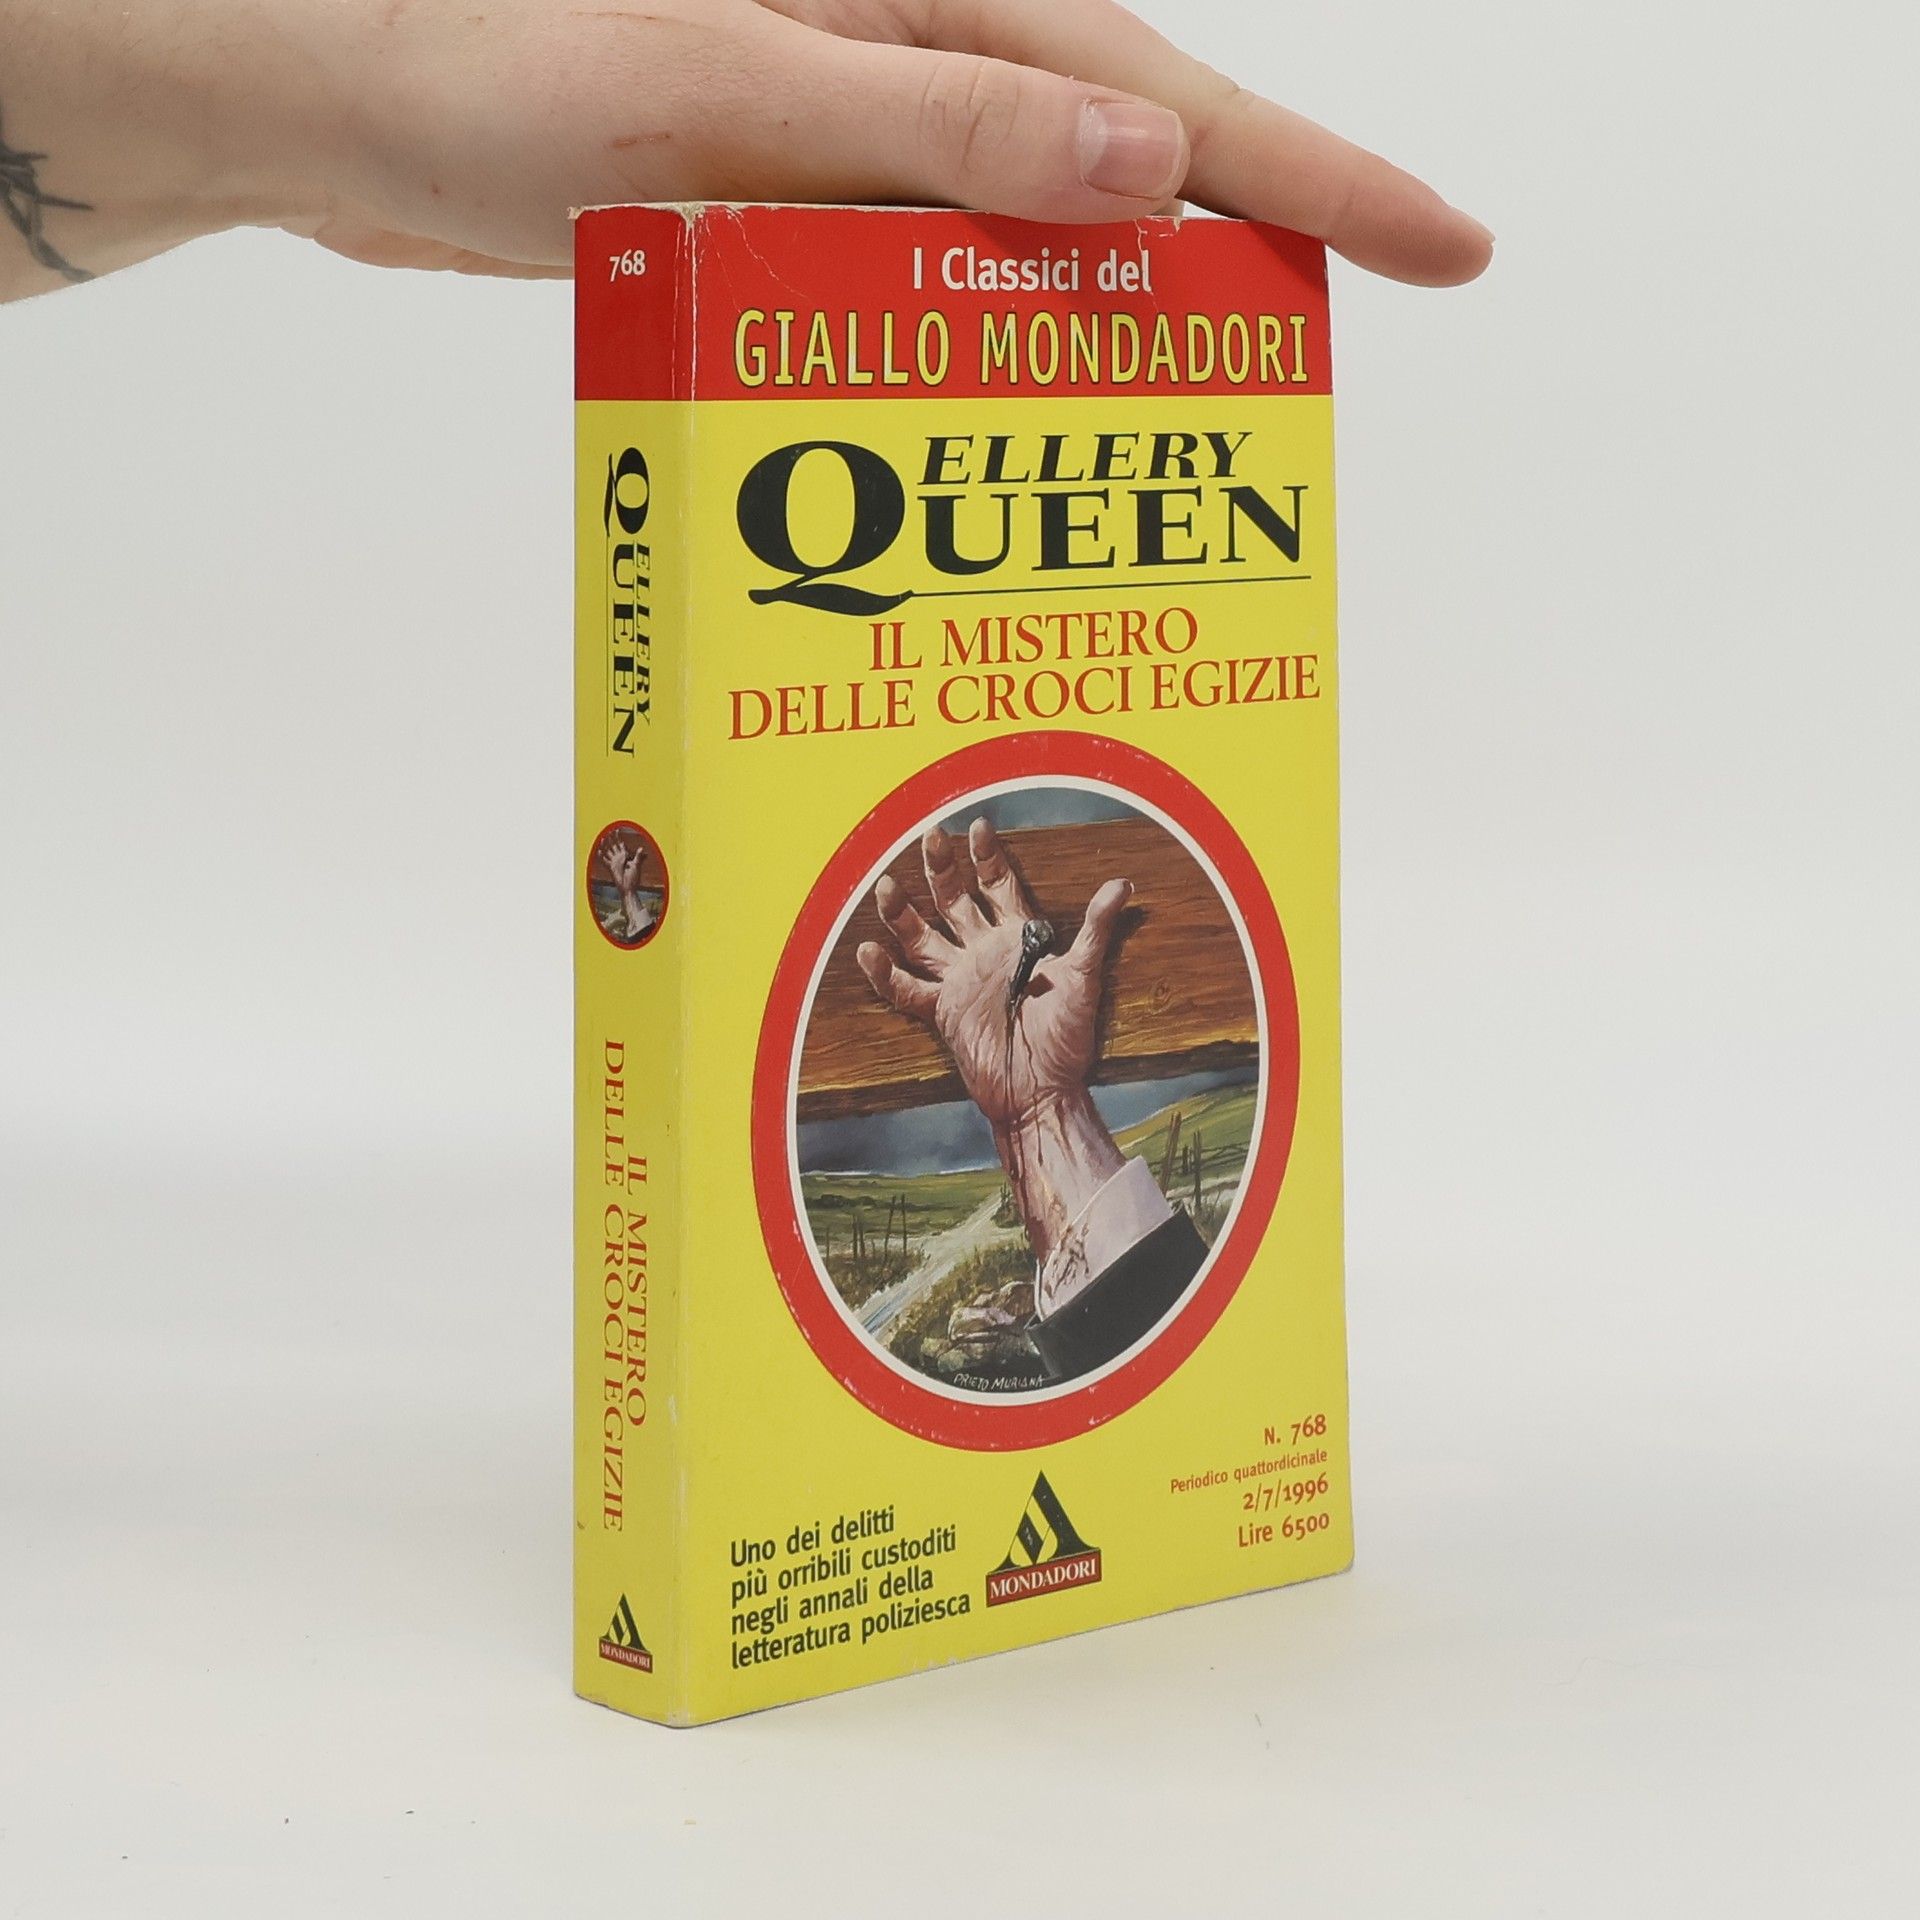 768
I Classici del
GIALLO MONDADORI
ELLERY
QUEEN
IL MISTERO
DELLE CROCI EGIZIE
PRIETO MURIANA
N. 768
Periodico quattordicinale
2/7/1996
Lire 6500
Uno dei delitti
più orribili custoditi
negli annali della
letteratura poliziesca
MONDADORI
ELLERY
QUEEN
IL MISTERO
DELLE CROCI EGIZIE
MONDADORI